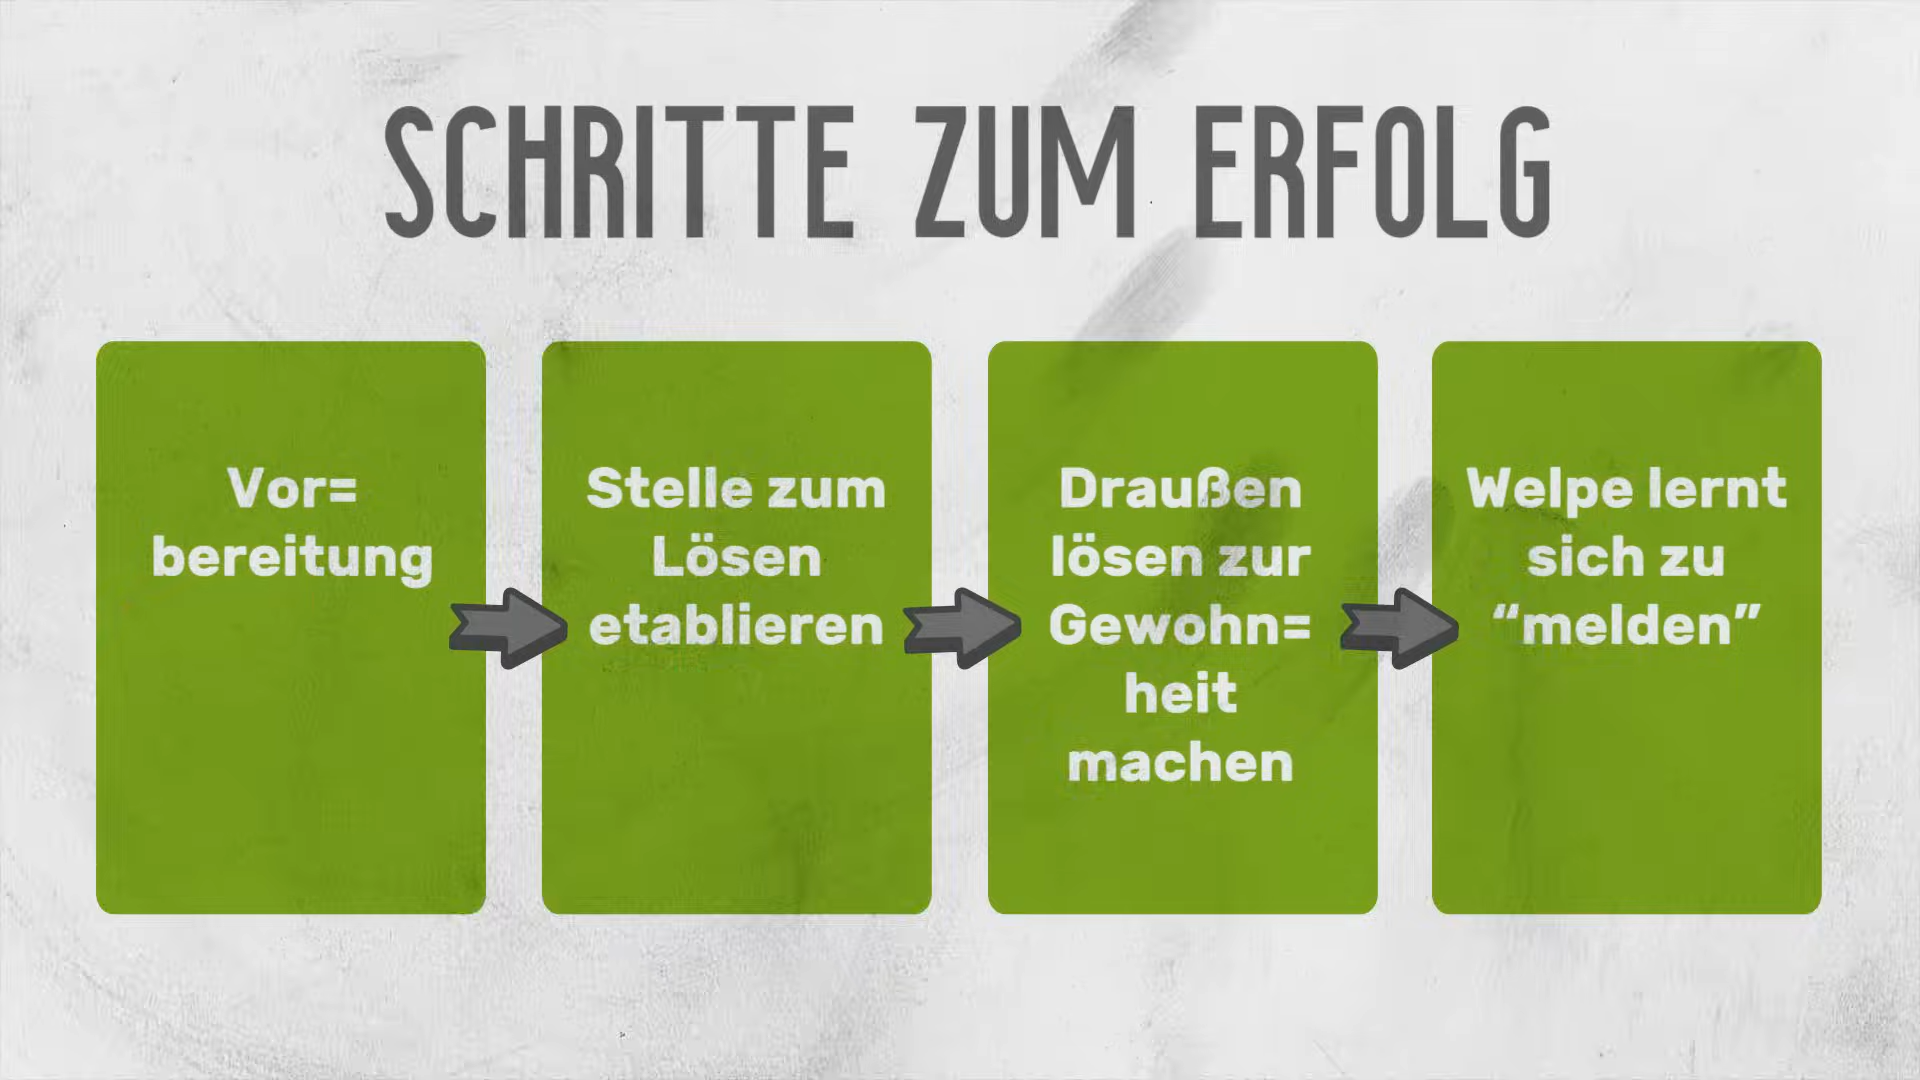 SCHRITTE ZUM ERFOLG
Vor=
bereitung
Stelle zum
Lösen
etablieren
Draußen
lösen zur
Gewohn=
heit
machen
Welpe lernt
sich zu
“melden”